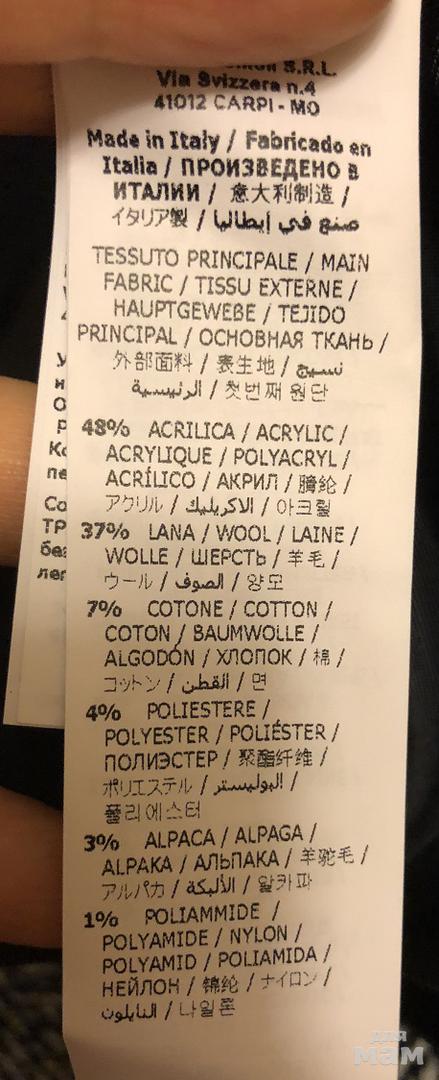 S.R.L.
Via Svizzera n.4
41012 CARPI - MO
Made in Italy / Fabricado en
Italia / ПРОИЗВЕДЕНО В
ИТАЛИИ / 意大利制造 /
イタリア製 / صنع في إيطاليا
TESSUTO PRINCIPALE / MAIN
FABRIC / TISSU EXTERNE /
HAUPTGEWEBE / TEJIDO
PRINCIPAL / ОСНОВНАЯ ТКАНЬ /
外部面料 / 表生地 / نسيج
الرئيسية / 첫번째 원단
48% ACRILICA / ACRYLIC /
ACRYLIQUE / POLYACRYL /
ACRÍLICO / АКРИЛ / 腈纶 /
アクリル / الاكريليك / 아크릴
37% LANA / WOOL / LAINE /
WOLLE / ШЕРСТЬ / 羊毛 /
ウール / الصوف / 양모
7% COTONE / COTTON /
COTON / BAUMWOLLE /
ALGODÓN / ХЛОПОК / 棉 /
コットン / القطن / 면
4% POLIESTERE /
POLYESTER / POLIÉSTER /
ПОЛИЭСТЕР / 聚酯纤维 /
ポリエステル / البوليستر /
폴리에스터
3% ALPACA / ALPAGA /
ALPAKA / АЛЬПАКА / 羊驼毛 /
アルパカ / الألبكة / 알카파
1% POLIAMMIDE /
POLYAMIDE / NYLON /
POLYAMID / POLIAMIDA /
НЕЙЛОН / 锦纶 / ナイロン /
النايلون / 나일론
для
мам